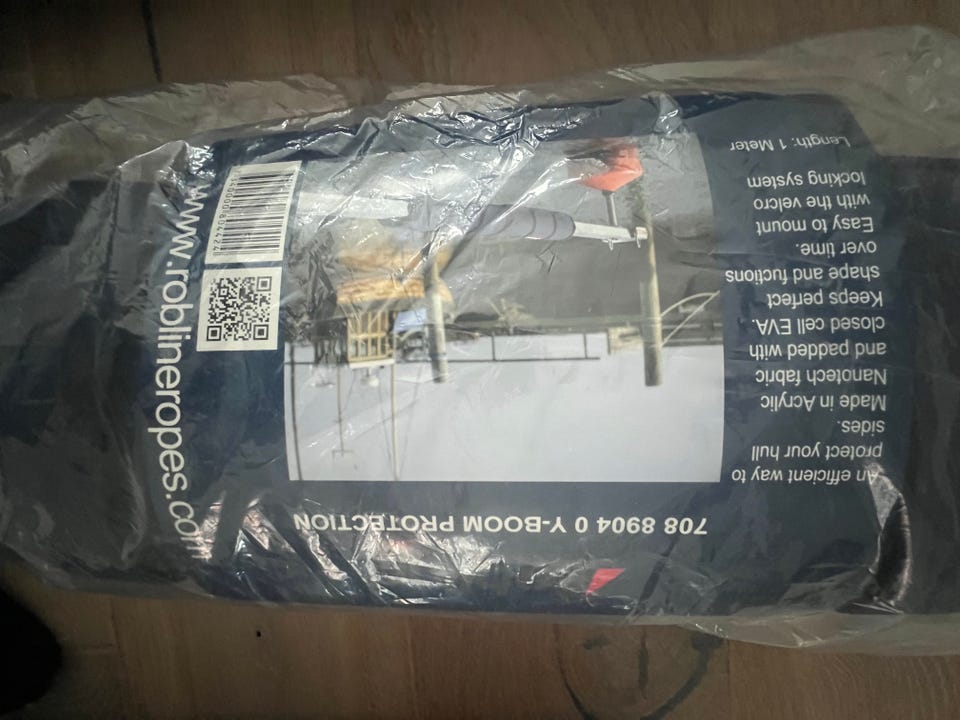 708 8904 0 Y-BOOM PROTECTION
An efficient way to
protect your hull
sides.
Made in Acrylic
Nanotech fabric
and padded with
closed cell EVA.
Keeps perfect
shape and fuctions
over time.
Easy to mount
with the velcro
locking system
Length: 1 Meter
www.roblineropes.com